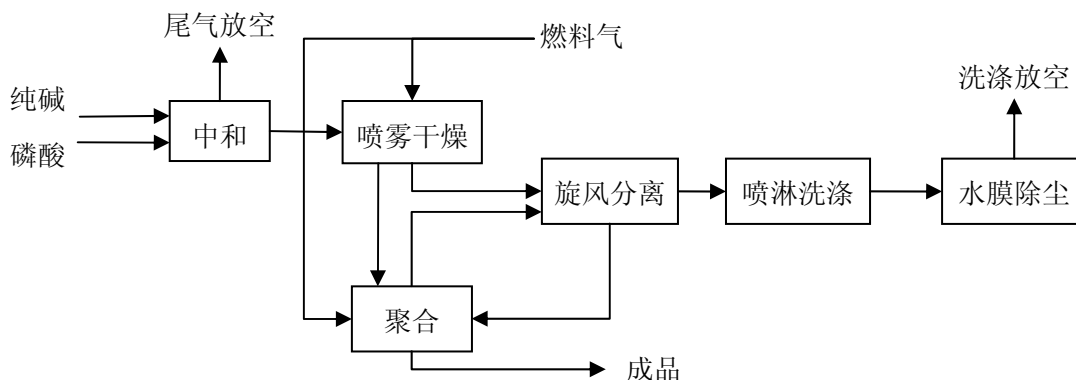 尾气放空
燃料气
洗涤放空
纯碱
磷酸
中和
喷雾干燥
旋风分离
喷淋洗涤
水膜除尘
聚合
成品